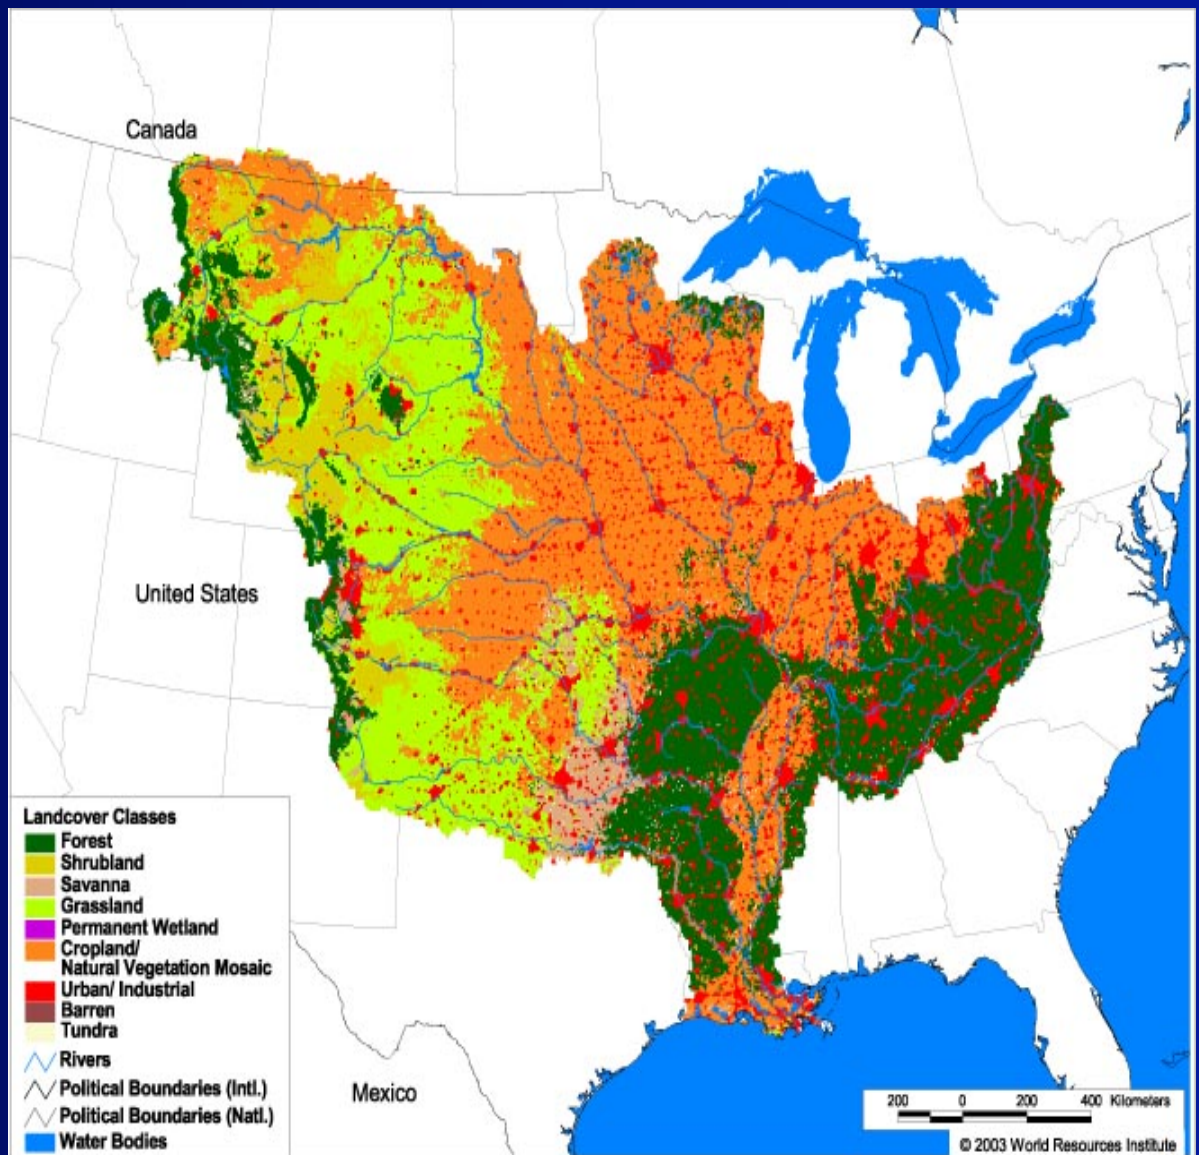 Canada
United States
Landcover Classes
Forest
Shrubland
Savanna
Grassland
Permanent Wetland
Cropland/
Natural Vegetation Mosaic
Urban/ Industrial
Barren
Tundra
Rivers
Political Boundaries (Intl.)
Political Boundaries (Natl.)
Water Bodies
Mexico
200 0 200 400 Kilometers
© 2003 World Resources Institute